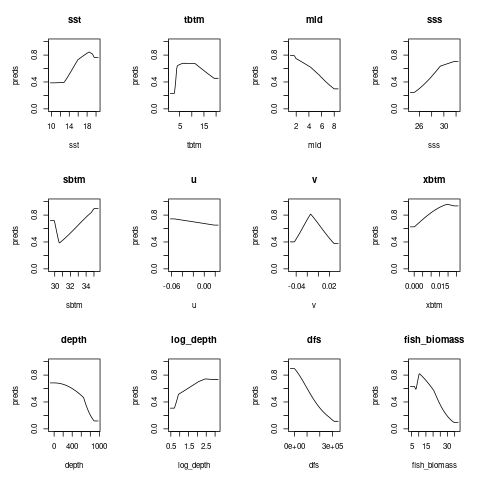 sst tbtm mld sss
preds preds preds preds
0.0 0.4 0.8 0.0 0.4 0.8 0.0 0.4 0.8 0.0 0.4 0.8
10 14 18 5 15 2 4 6 8 26 30
sst tbtm mld sss
sbtm u v xbtm
preds preds preds preds
0.0 0.4 0.8 0.0 0.4 0.8 0.0 0.4 0.8 0.0 0.4 0.8
30 32 34 -0.06 0.00 -0.04 0.02 0.000 0.015
sbtm u v xbtm
depth log_depth dfs fish_biomass
preds preds preds preds
0.0 0.4 0.8 0.0 0.4 0.8 0.0 0.4 0.8 0.0 0.4 0.8
0 400 1000 0.5 1.5 2.5 0e+00 3e+05 5 15 30
depth log_depth dfs fish_biomass